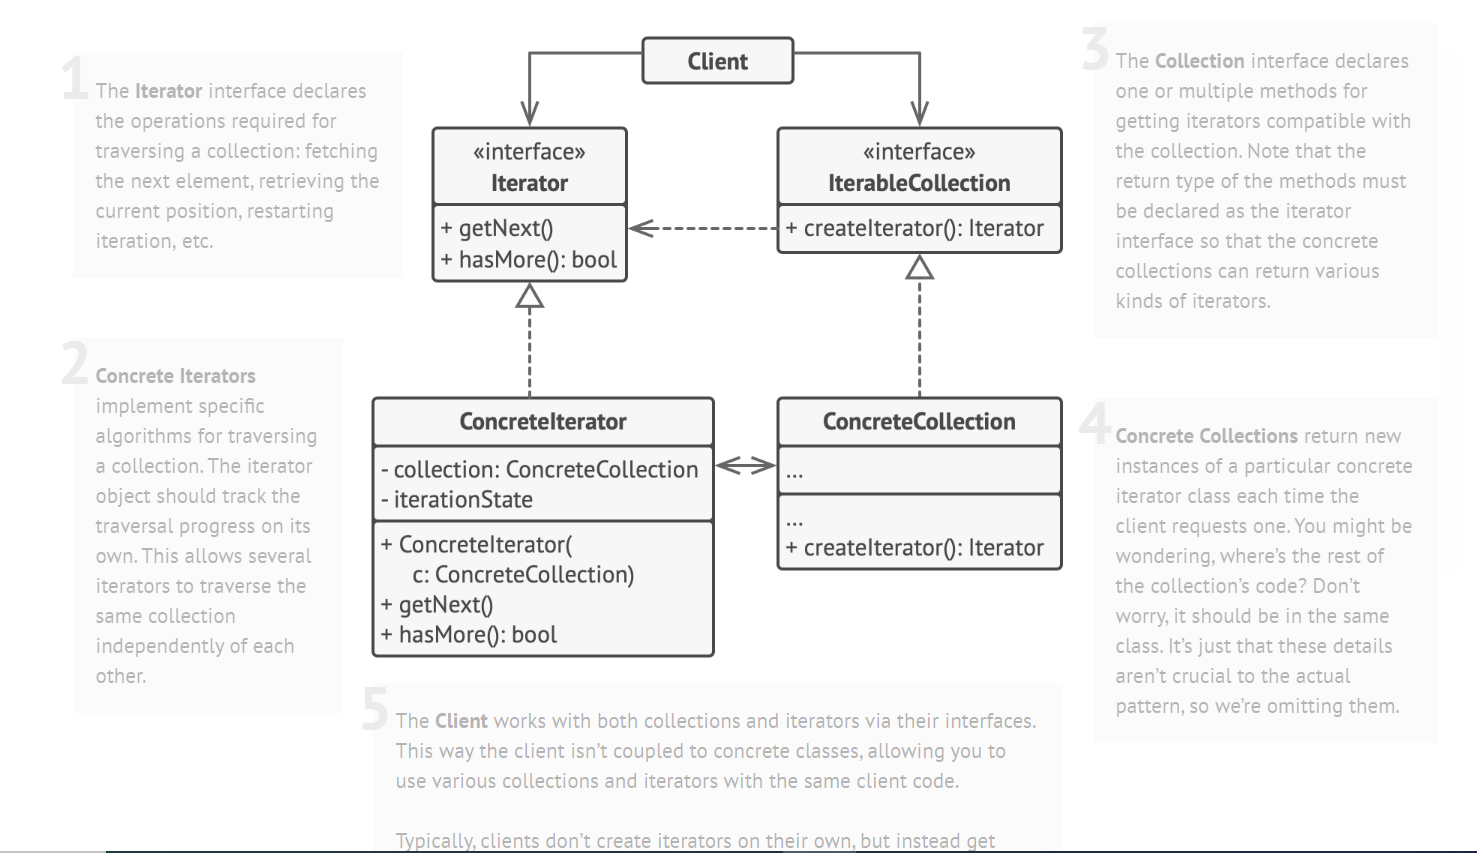 1
The Iterator interface declares
the operations required for
traversing a collection: fetching
the next element, retrieving the
current position, restarting
iteration, etc.
2
Concrete Iterators
implement specific
algorithms for traversing
a collection. The iterator
object should track the
traversal progress on its
own. This allows several
iterators to traverse the
same collection
independently of each
other.
Client
«interface»
Iterator
+ getNext()
+ hasMore(): bool
«interface»
IterableCollection
+ createIterator(): Iterator
ConcreteIterator
- collection: ConcreteCollection
- iterationState
+ ConcreteIterator(
c: ConcreteCollection)
+ getNext()
+ hasMore(): bool
ConcreteCollection
...
...
+ createIterator(): Iterator
3
The Collection interface declares
one or multiple methods for
getting iterators compatible with
the collection. Note that the
return type of the methods must
be declared as the iterator
interface so that the concrete
collections can return various
kinds of iterators.
4
Concrete Collections return new
instances of a particular concrete
iterator class each time the
client requests one. You might be
wondering, where's the rest of
the collection's code? Don't
worry, it should be in the same
class. It's just that these details
aren't crucial to the actual
pattern, so we're omitting them.
5
The Client works with both collections and iterators via their interfaces.
This way the client isn't coupled to concrete classes, allowing you to
use various collections and iterators with the same client code.
Typically, clients don't create iterators on their own, but instead get